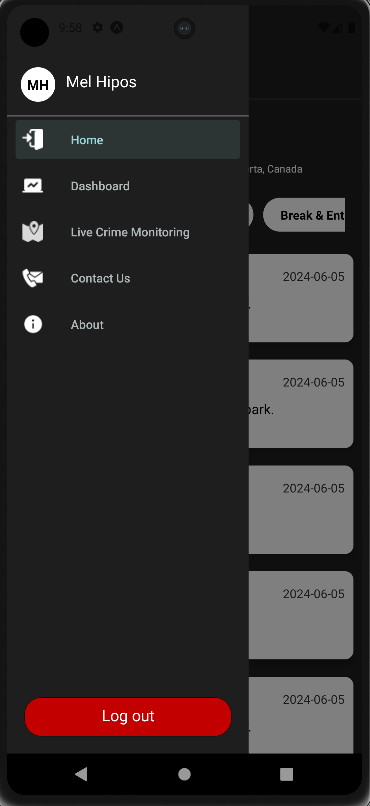 9:58
MH
Mel Hipos
Home
Dashboard
rta, Canada
Live Crime Monitoring
Break & Ent
Contact Us
2024-06-05
About
2024-06-05
park.
2024-06-05
2024-06-05
2024-06-05
Log out